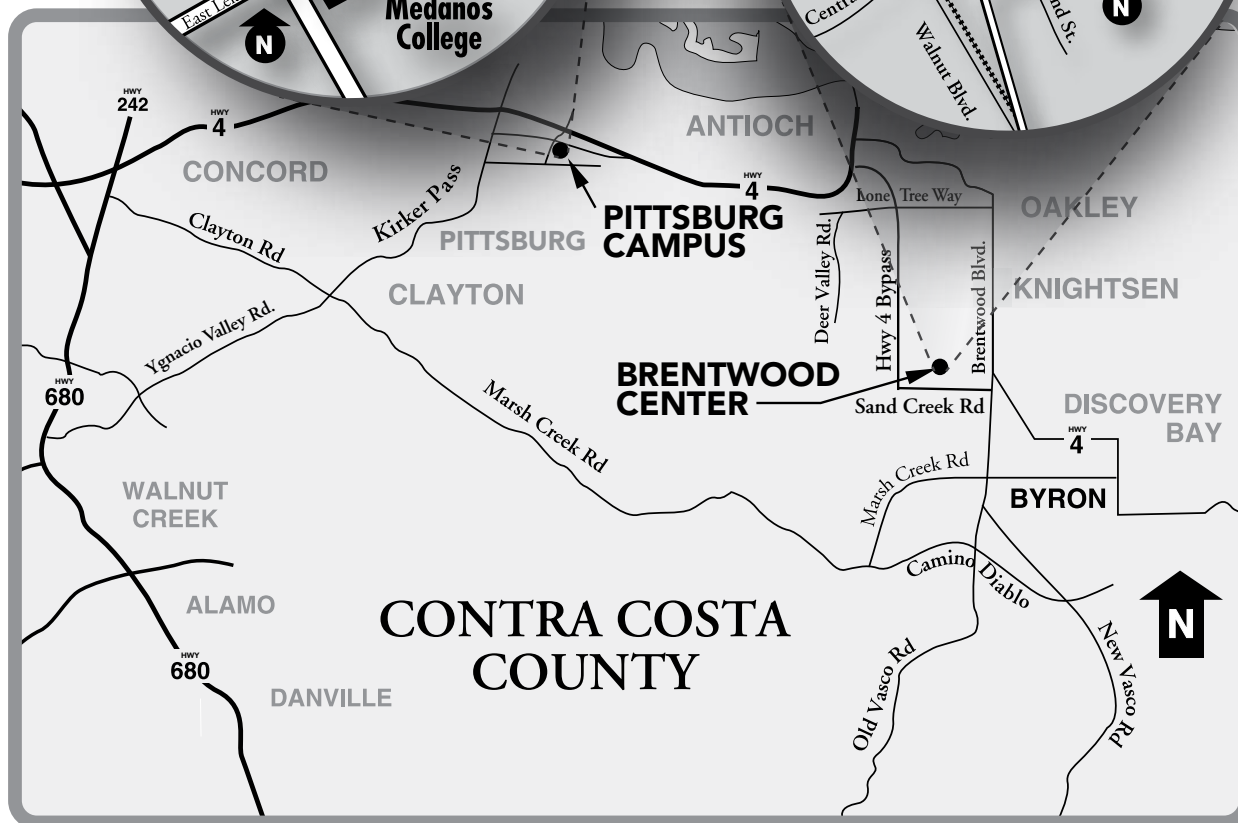 East
Medanos
College
N
Walnut Blvd.
St.
N
HWY
242
HWY
4
CONCORD
ANTIOCH
Kirker Pass
HWY
4
Lone Tree Way
OAKLEY
Clayton Rd
PITTSBURG
PITTSBURG
CAMPUS
CLAYTON
Deer Valley Rd.
Hwy 4 Bypass
Brentwood Blvd.
KNIGHTSEN
Ygnacio Valley Rd.
HWY
680
BRENTWOOD
CENTER
Sand Creek Rd
DISCOVERY
BAY
HWY
4
Marsh Creek Rd
Marsh Creek Rd
BYRON
WALNUT
CREEK
Camino Diablo
ALAMO
CONTRA COSTA
COUNTY
N
HWY
680
DANVILLE
Old Vasco Rd
New Vasco Rd